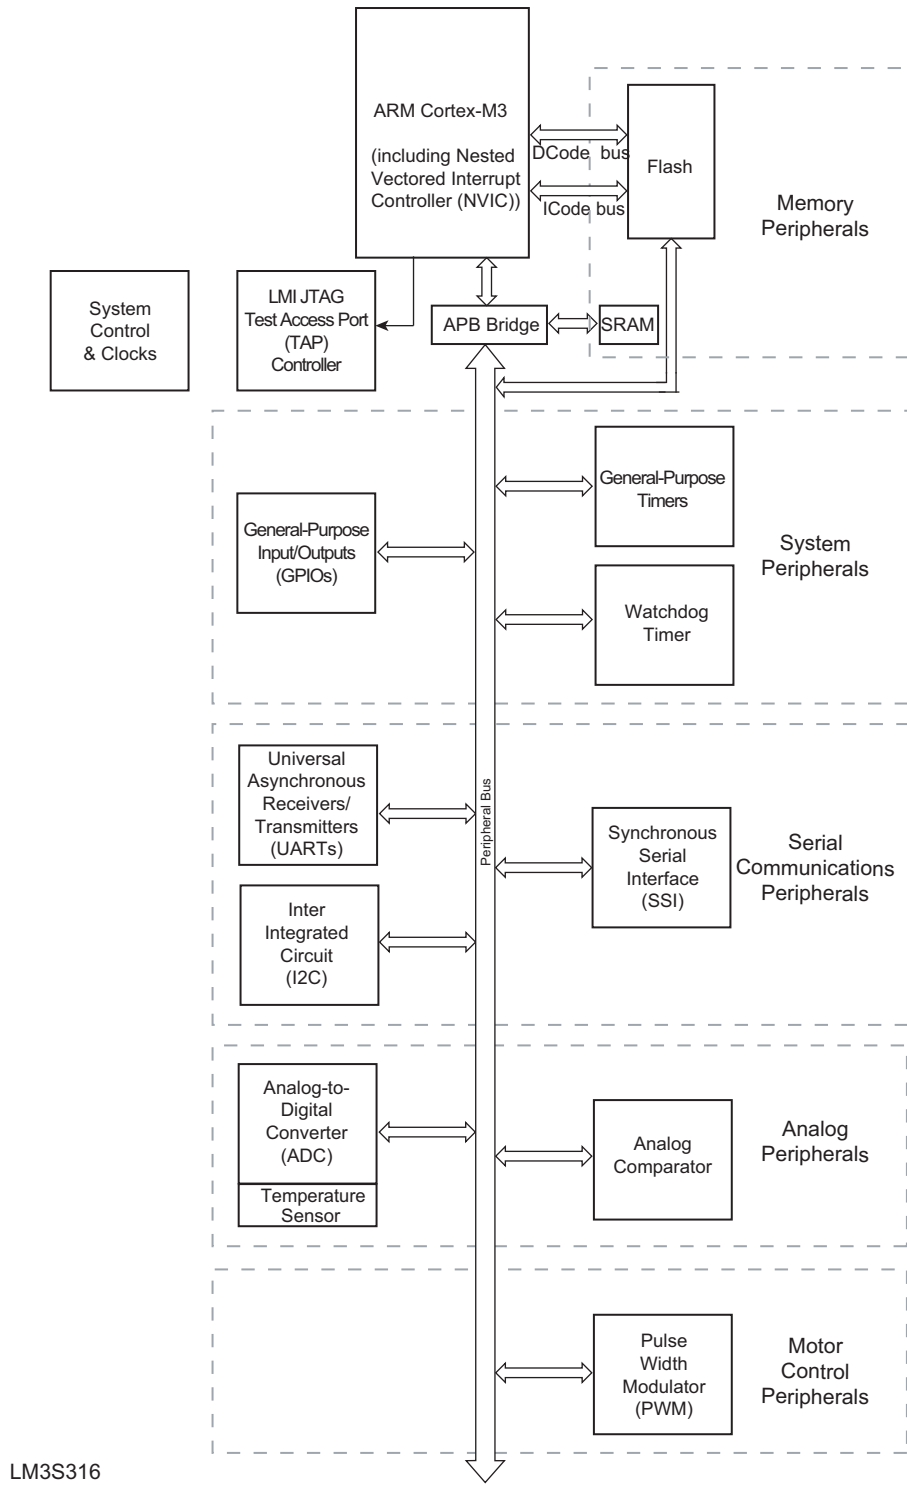 ARM Cortex-M3
(including Nested
Vectored Interrupt
Controller (NVIC))
DCode bus
ICode bus
Flash
Memory
Peripherals
System
Control
& Clocks
LMI JTAG
Test Access Port
(TAP)
Controller
APB Bridge
SRAM
General-Purpose
Timers
General-Purpose
Input/Outputs
(GPIOs)
System
Peripherals
Watchdog
Timer
Universal
Asynchronous
Receivers/
Transmitters
(UARTs)
Peripheral Bus
Synchronous
Serial
Interface
(SSI)
Serial
Communications
Peripherals
Inter
Integrated
Circuit
(I2C)
Analog-to-
Digital
Converter
(ADC)
Temperature
Sensor
Analog
Comparator
Analog
Peripherals
Pulse
Width
Modulator
(PWM)
Motor
Control
Peripherals
LM3S316